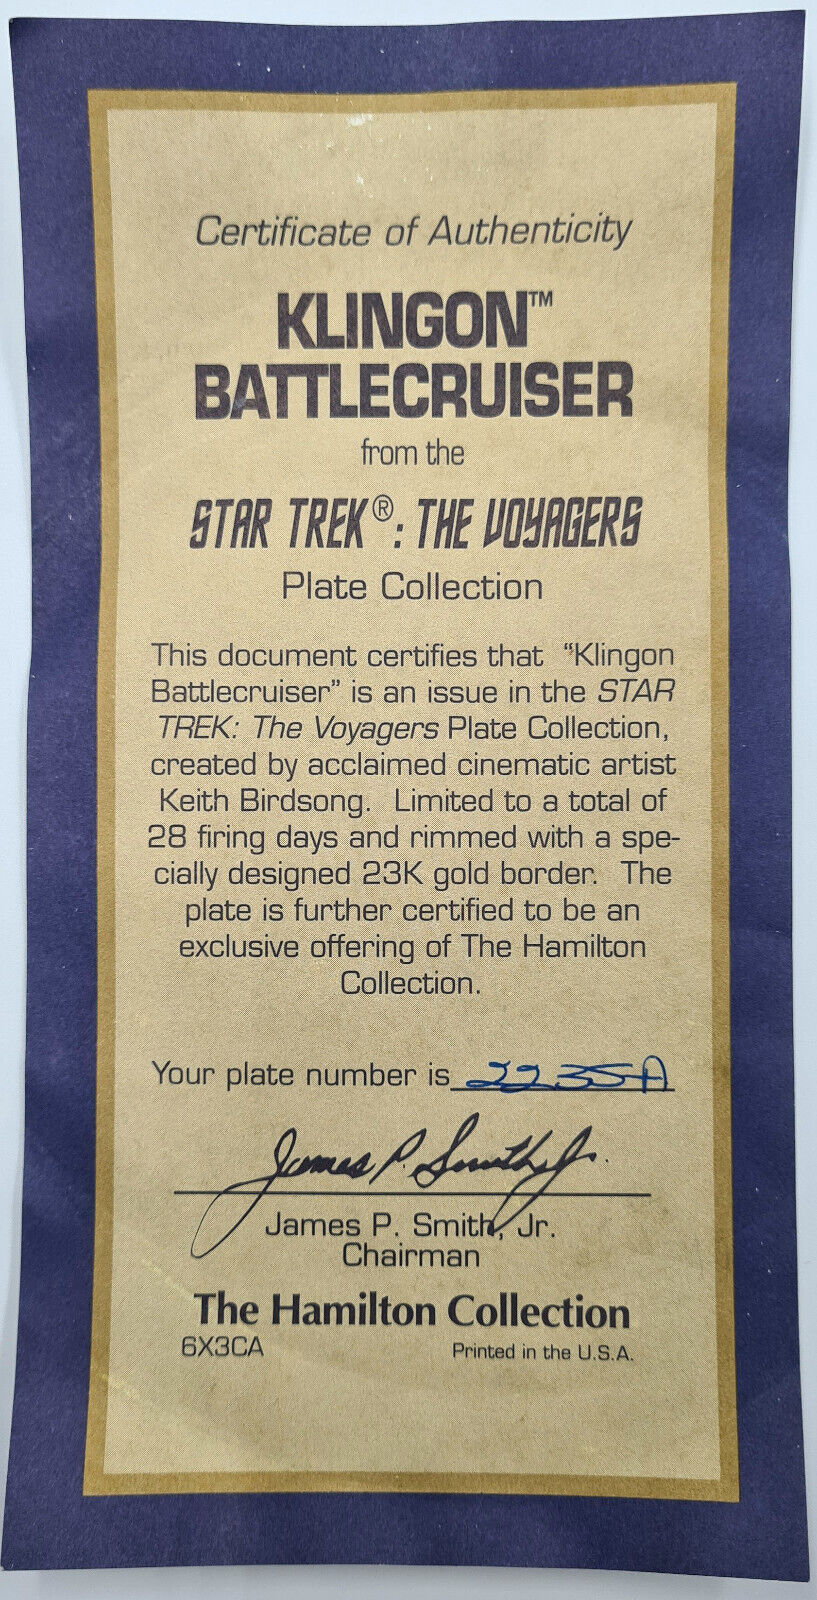 Certificate of Authenticity
KLINGON™
BATTLECRUISER
from the
STAR TREK®: THE VOYAGERS
Plate Collection
This document certifies that “Klingon
Battlecruiser” is an issue in the STAR
TREK: The Voyagers Plate Collection,
created by acclaimed cinematic artist
Keith Birdsong. Limited to a total of
28 firing days and rimmed with a spe-
cially designed 23K gold border. The
plate is further certified to be an
exclusive offering of The Hamilton
Collection.
Your plate number is 2235A
James P. Smith Jr.
James P. Smith, Jr.
Chairman
The Hamilton Collection
6X3CA Printed in the U.S.A.